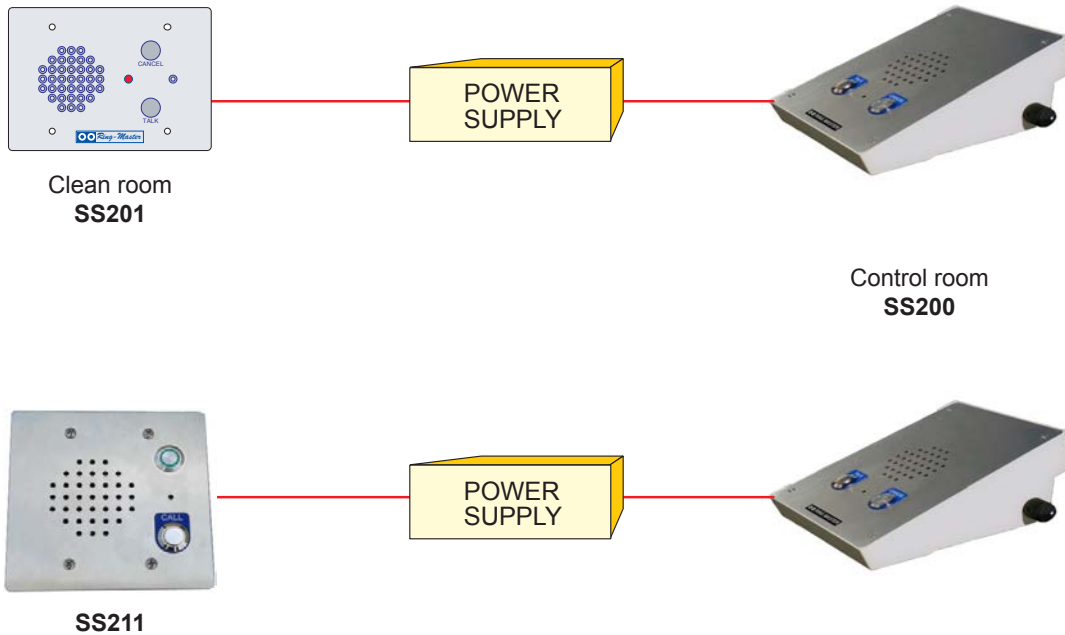 CANCEL
TALK
Ring-Master
POWER
SUPPLY
Clean room
SS201
Control room
SS200
CALL
POWER
SUPPLY
SS211